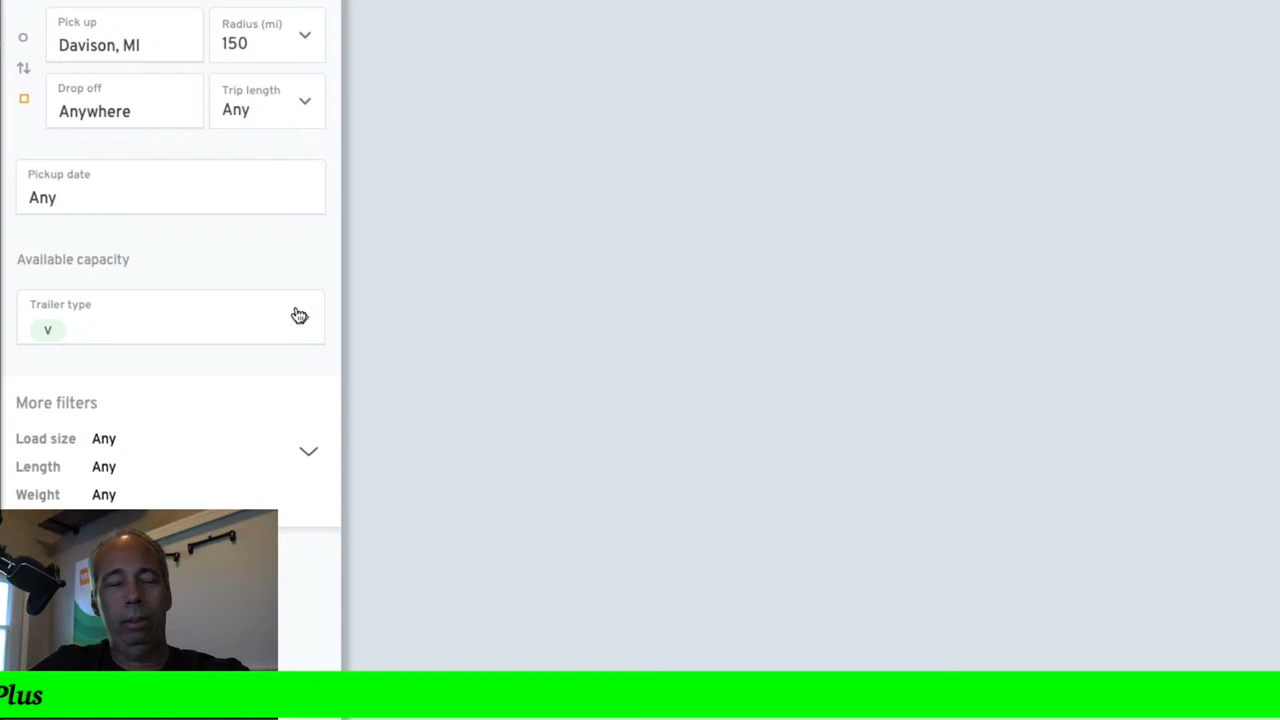 Pick up
Davison, MI
Radius (mi)
150
Drop off
Anywhere
Trip length
Any
Pickup date
Any
Available capacity
Trailer type
V
More filters
Load size Any
Length Any
Weight Any
Plus